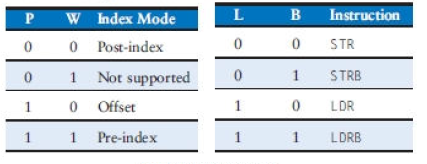 P W Index Mode
0 0 Post-index
0 1 Not supported
1 0 Offset
1 1 Pre-index
L B Instruction
0 0 STR
0 1 STRB
1 0 LDR
1 1 LDRB